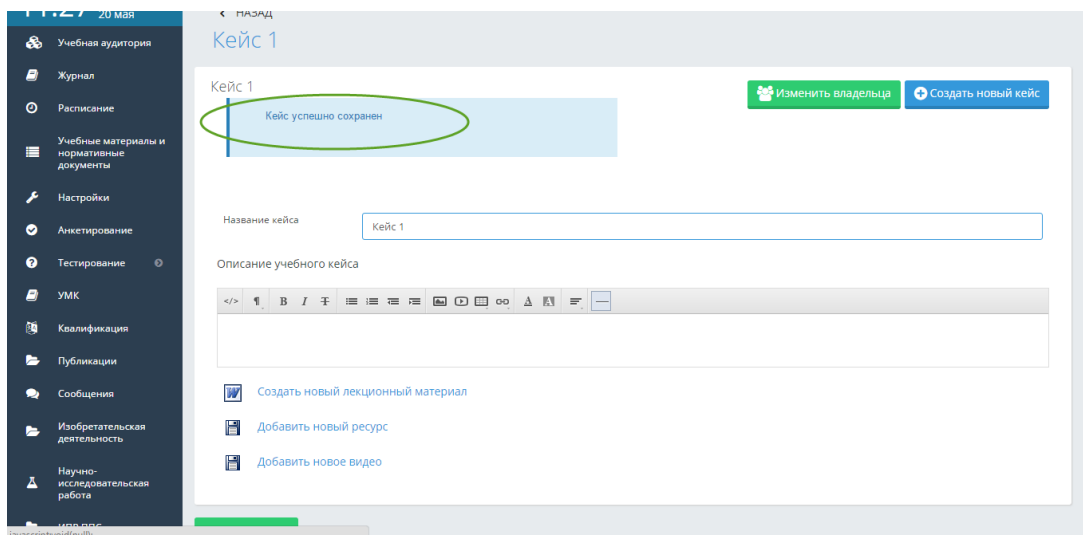 20 мая
НАЗАД
Кейс 1
Учебная аудитория
Журнал
Расписание
Учебные материалы и
нормативные
документы
Настройки
Анкетирование
Тестирование
УМК
Квалификация
Публикации
Сообщения
Изобретательская
деятельность
Научно-
исследовательская
работа
Кейс 1
Изменить владельца
Создать новый кейс
Кейс успешно сохранен
Название кейса
Кейс 1
Описание учебного кейса
</> ¶ B I T
A A
W Создать новый лекционный материал
Добавить новый ресурс
Добавить новое видео